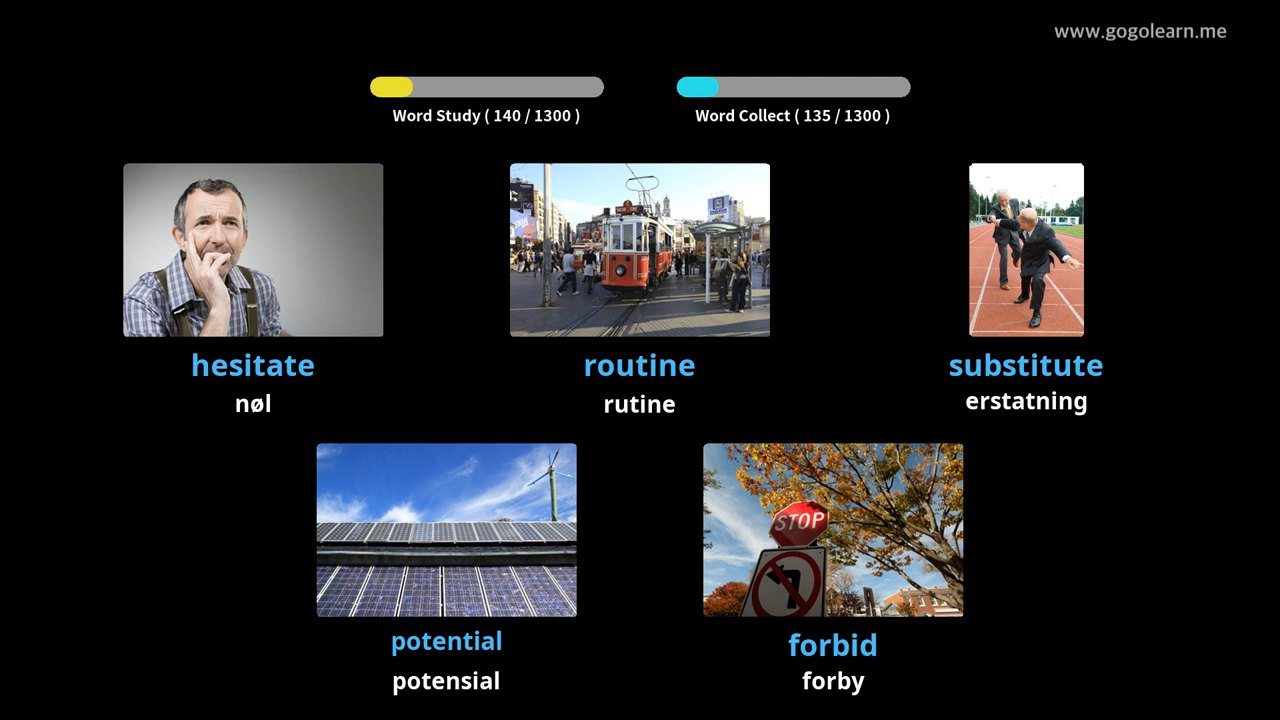 www.gogolearn.me
Word Study ( 140 / 1300 )
Word Collect ( 135 / 1300 )
hesitate
nøl
routine
rutine
substitute
erstatning
STOP
potential
potensial
forbid
forby